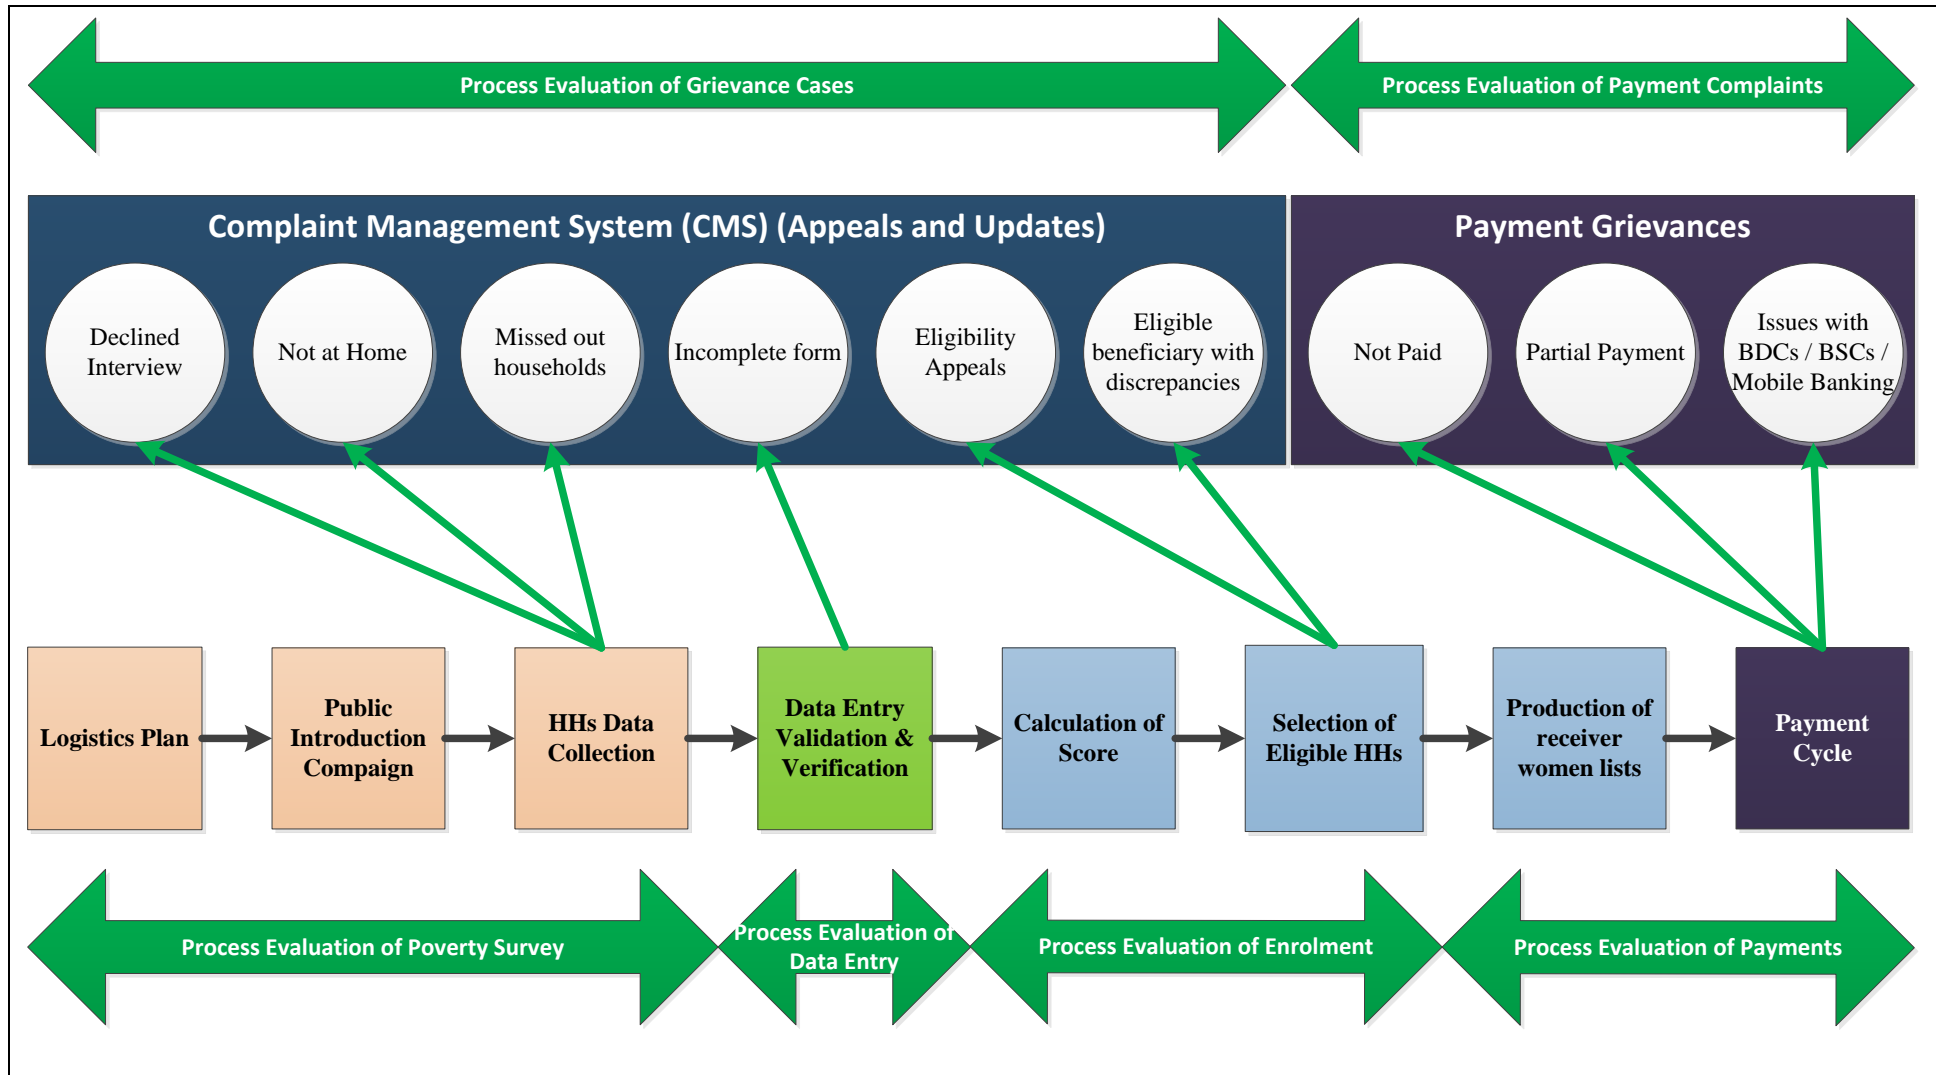 Process Evaluation of Grievance Cases
Process Evaluation of Payment Complaints
Complaint Management System (CMS) (Appeals and Updates)
Payment Grievances
Declined
Interview
Not at Home
Missed out
households
Incomplete form
Eligibility
Appeals
Eligible
beneficiary with
discrepancies
Not Paid
Partial Payment
Issues with
BDCs / BSCs /
Mobile Banking
Logistics Plan
Public
Introduction
Compaign
HHs Data
Collection
Data Entry
Validation &
Verification
Calculation of
Score
Selection of
Eligible HHs
Production of
receiver
women lists
Payment
Cycle
Process Evaluation of Poverty Survey
Process Evaluation of
Data Entry
Process Evaluation of Enrolment
Process Evaluation of Payments